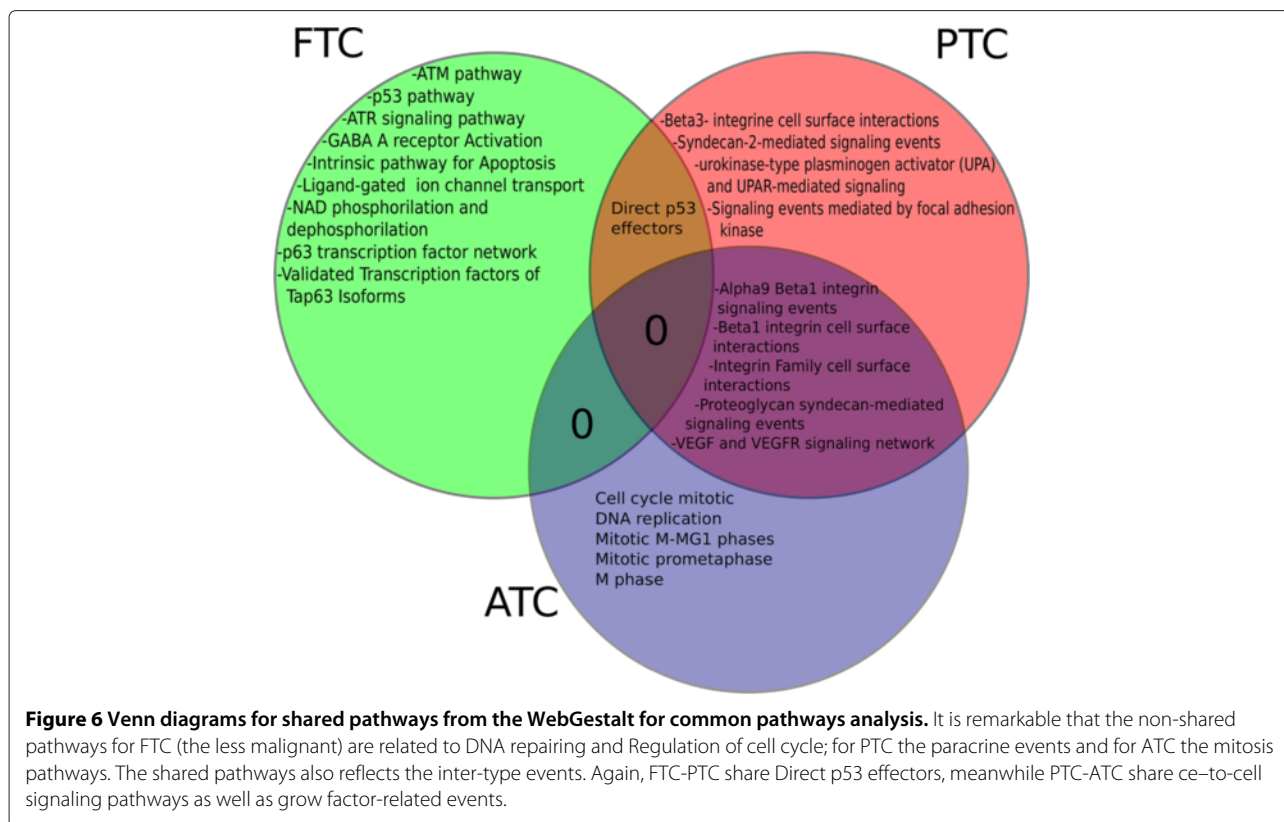 FTC
PTC
-ATM pathway
-p53 pathway
-ATR signaling pathway
-GABA A receptor Activation
-Intrinsic pathway for Apoptosis
-Ligand-gated ion channel transport
-NAD phosphorilation and
dephosphorilation
-p63 transcription factor network
-Validated Transcription factors of
Tap63 Isoforms
Direct p53
effectors
-Beta3- integrine cell surface interactions
-Syndecan-2-mediated signaling events
-urokinase-type plasminogen activator (UPA)
and UPAR-mediated signaling
-Signaling events mediated by focal adhesion
kinase
0
-Alpha9 Beta1 integrin
signaling events
-Beta1 integrin cell surface
interactions
-Integrin Family cell surface
interactions
-Proteoglycan syndecan-mediated
signaling events
-VEGF and VEGFR signaling network
0
Cell cycle mitotic
DNA replication
Mitotic M-MG1 phases
Mitotic prometaphase
M phase
ATC
Figure 6 Venn diagrams for shared pathways from the WebGestalt for common pathways analysis. It is remarkable that the non-shared
pathways for FTC (the less malignant) are related to DNA repairing and Regulation of cell cycle; for PTC the paracrine events and for ATC the mitosis
pathways. The shared pathways also reflects the inter-type events. Again, FTC-PTC share Direct p53 effectors, meanwhile PTC-ATC share ce–to-cell
signaling pathways as well as grow factor-related events.